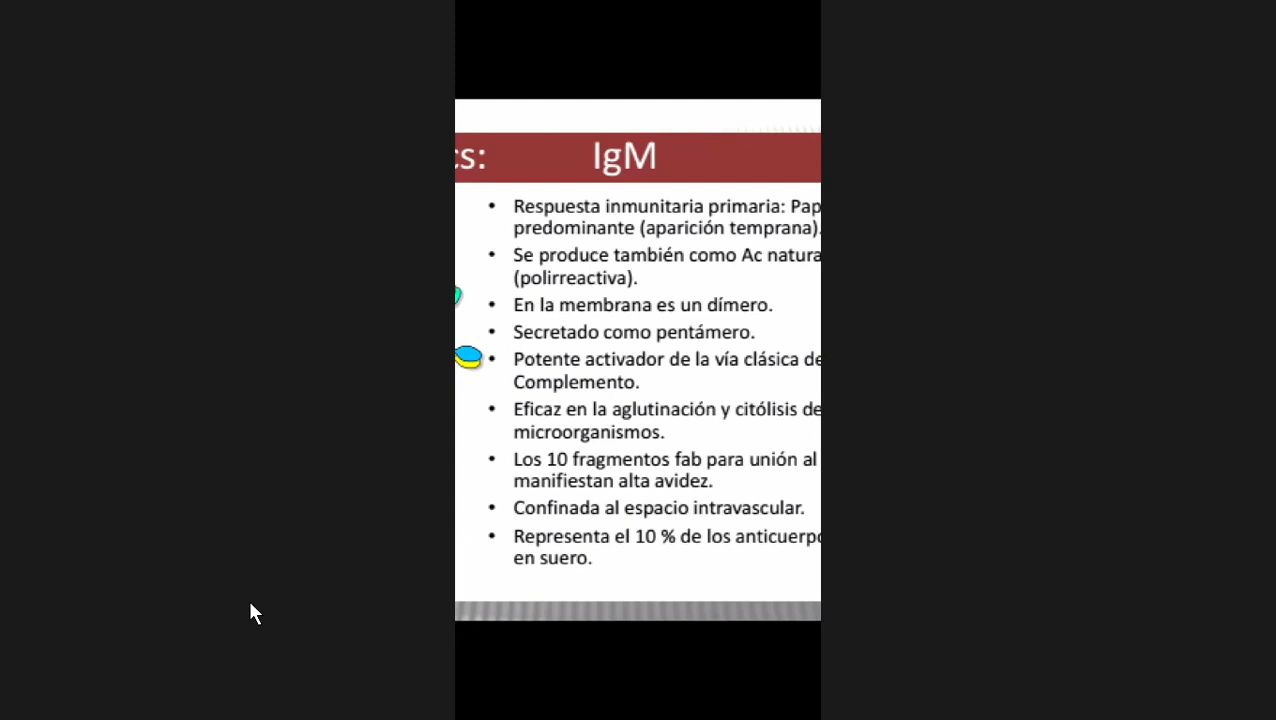 cs: IgM
• Respuesta inmunitaria primaria: Pap
predominante (aparición temprana).
• Se produce también como Ac natura
(polirreactiva).
• En la membrana es un dímero.
• Secretado como pentámero.
• Potente activador de la vía clásica de
Complemento.
• Eficaz en la aglutinación y citólisis de
microorganismos.
• Los 10 fragmentos fab para unión al
manifiestan alta avidez.
• Confinada al espacio intravascular.
• Representa el 10 % de los anticuerpo
en suero.